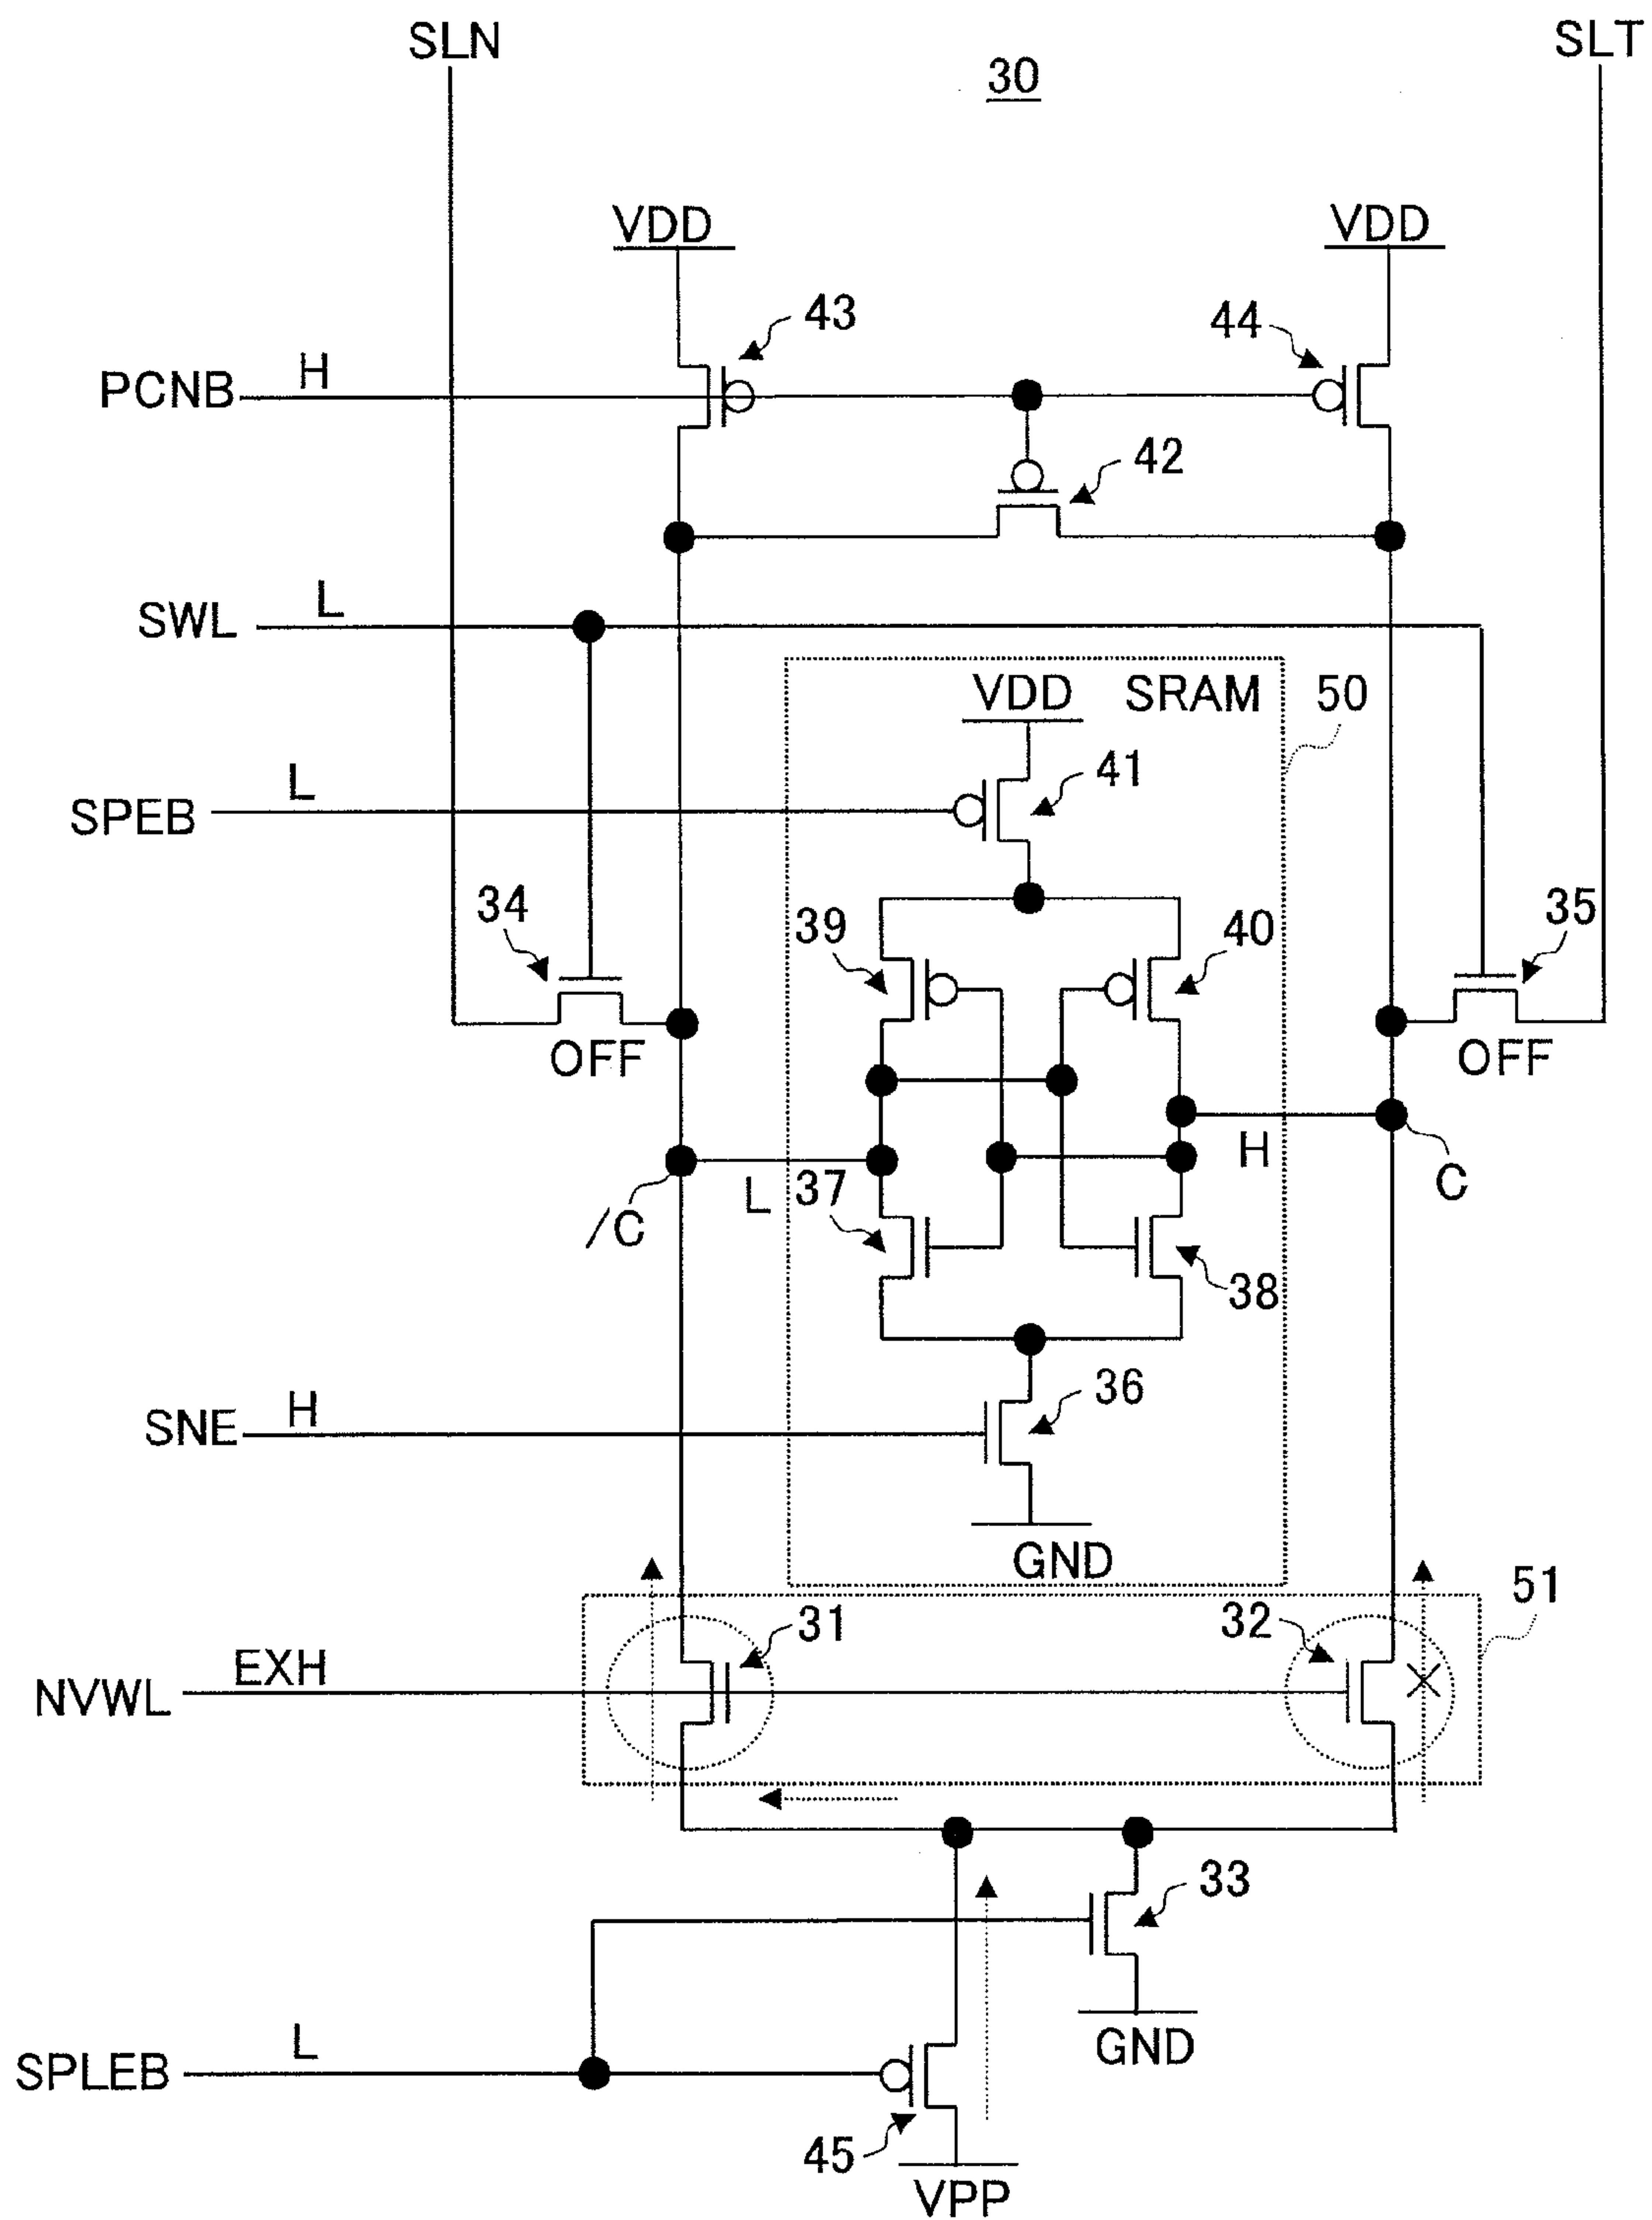 SLN
SLT
30
VDD
VDD
43
44
PCNB
H
42
SWL
L
VDD
SRAM
50
SPEB
L
41
34
39
40
35
OFF
OFF
H
C
L
37
/C
38
SNE
H
36
GND
51
31
32
NVWL
EXH
33
SPLEB
L
GND
45
VPP